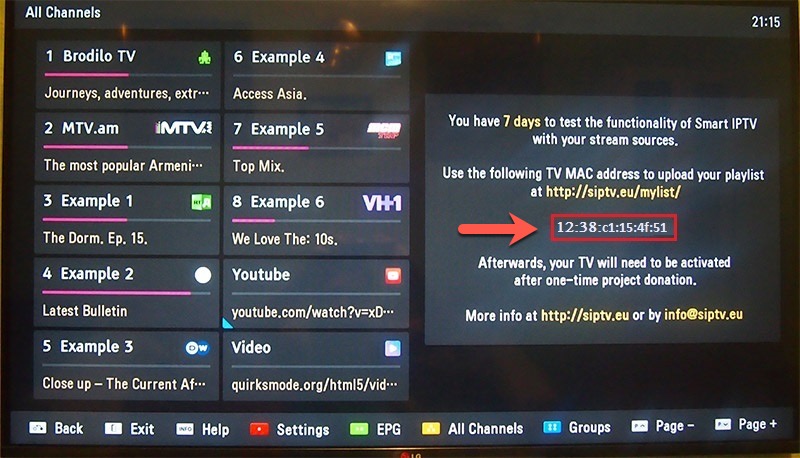 All Channels
21:15
1 Brodilo TV
Journeys, adventures, extr···
2 MTV.am
MTV
The most popular Armeni···
3 Example 1
The Dorm. Ep. 15.
4 Example 2
Latest Bulletin
5 Example 3
DW
Close up – The Current Af···
6 Example 4
Access Asia.
7 Example 5
Top Mix.
8 Example 6
VH1
We Love The: 10s.
Youtube
youtube.com/watch?v=xD···
Video
quirksmode.org/html5/vid···
You have 7 days to test the functionality of Smart IPTV
with your stream sources.
Use the following TV MAC address to upload your playlist
at http://siptv.eu/mylist/
12:38:c1:15:4f:51
Afterwards, your TV will need to be activated
after one-time project donation.
More info at http://siptv.eu or by info@siptv.eu
Back Exit INFO Help Settings EPG All Channels Groups Page – Page +
LG